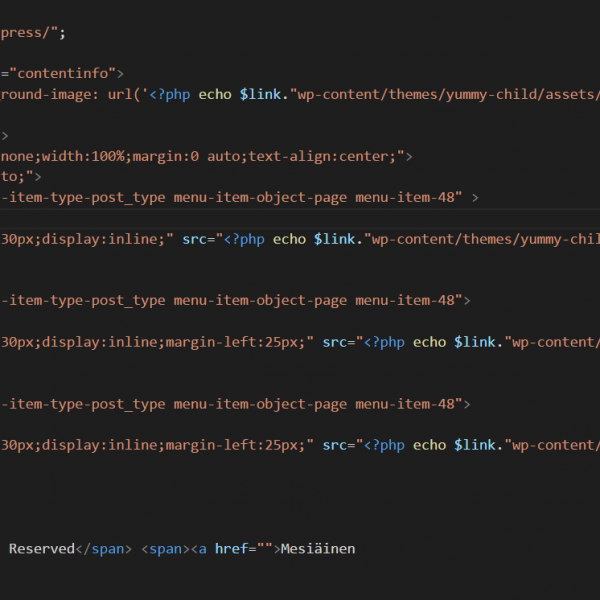 press/";
="contentinfo">
round-image: url('<?php echo $link."wp-content/themes/yummy-child/assets/
>
none;width:100%;margin:0 auto;text-align:center;">
to;">
-item-type-post_type menu-item-object-page menu-item-48" >
30px;display:inline;" src="<?php echo $link."wp-content/themes/yummy-chil
-item-type-post_type menu-item-object-page menu-item-48">
30px;display:inline;margin-left:25px;" src="<?php echo $link."wp-content/
-item-type-post_type menu-item-object-page menu-item-48">
30px;display:inline;margin-left:25px;" src="<?php echo $link."wp-content/
Reserved</span> <span><a href="">Mesiäinen